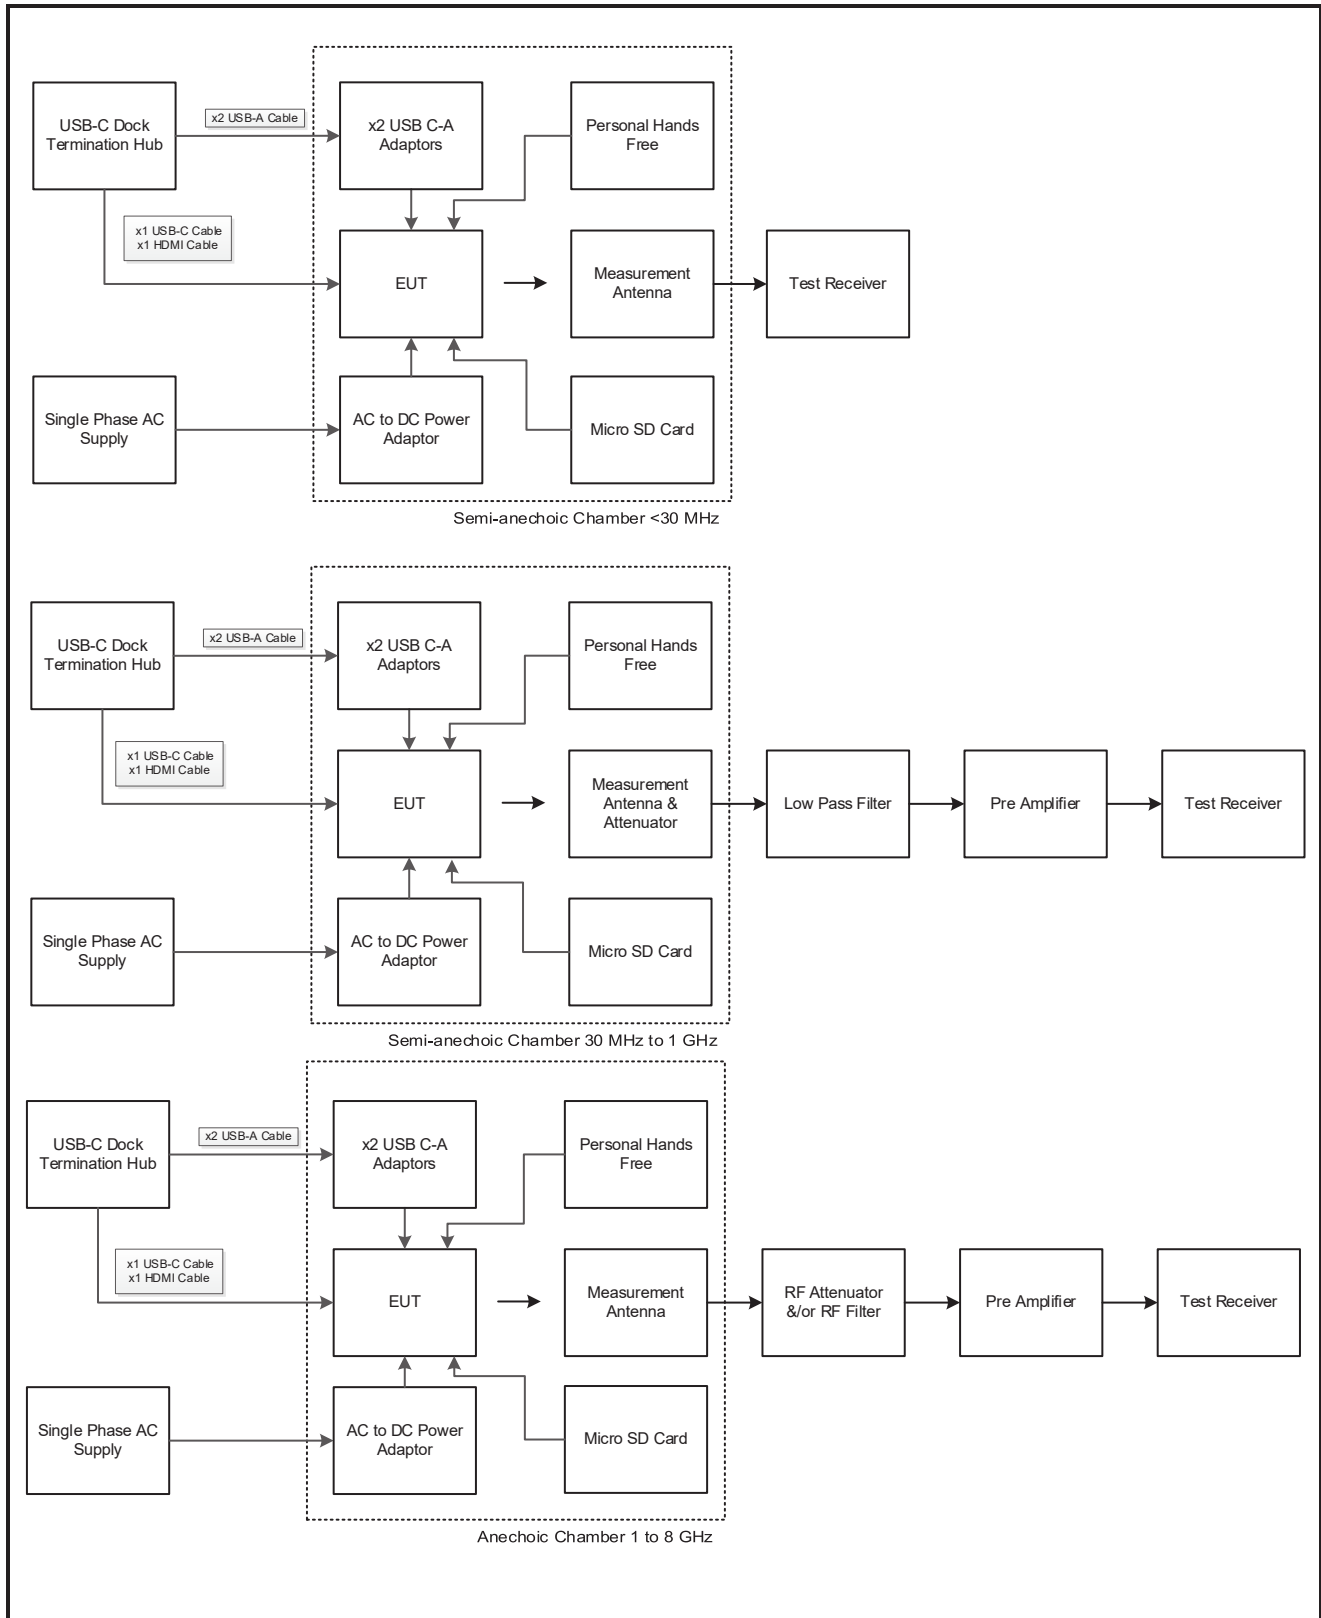 x2 USB-A Cable
USB-C Dock
Termination Hub
x2 USB C-A
Adaptors
Personal Hands
Free
x1 USB-C Cable
x1 HDMI Cable
EUT
Measurement
Antenna
Test Receiver
Single Phase AC
Supply
AC to DC Power
Adaptor
Micro SD Card
Semi-anechoic Chamber <30 MHz
x2 USB-A Cable
USB-C Dock
Termination Hub
x2 USB C-A
Adaptors
Personal Hands
Free
x1 USB-C Cable
x1 HDMI Cable
EUT
Measurement
Antenna &
Attenuator
Low Pass Filter
Pre Amplifier
Test Receiver
Single Phase AC
Supply
AC to DC Power
Adaptor
Micro SD Card
Semi-anechoic Chamber 30 MHz to 1 GHz
x2 USB-A Cable
USB-C Dock
Termination Hub
x2 USB C-A
Adaptors
Personal Hands
Free
x1 USB-C Cable
x1 HDMI Cable
EUT
Measurement
Antenna
RF Attenuator
&/or RF Filter
Pre Amplifier
Test Receiver
Single Phase AC
Supply
AC to DC Power
Adaptor
Micro SD Card
Anechoic Chamber 1 to 8 GHz